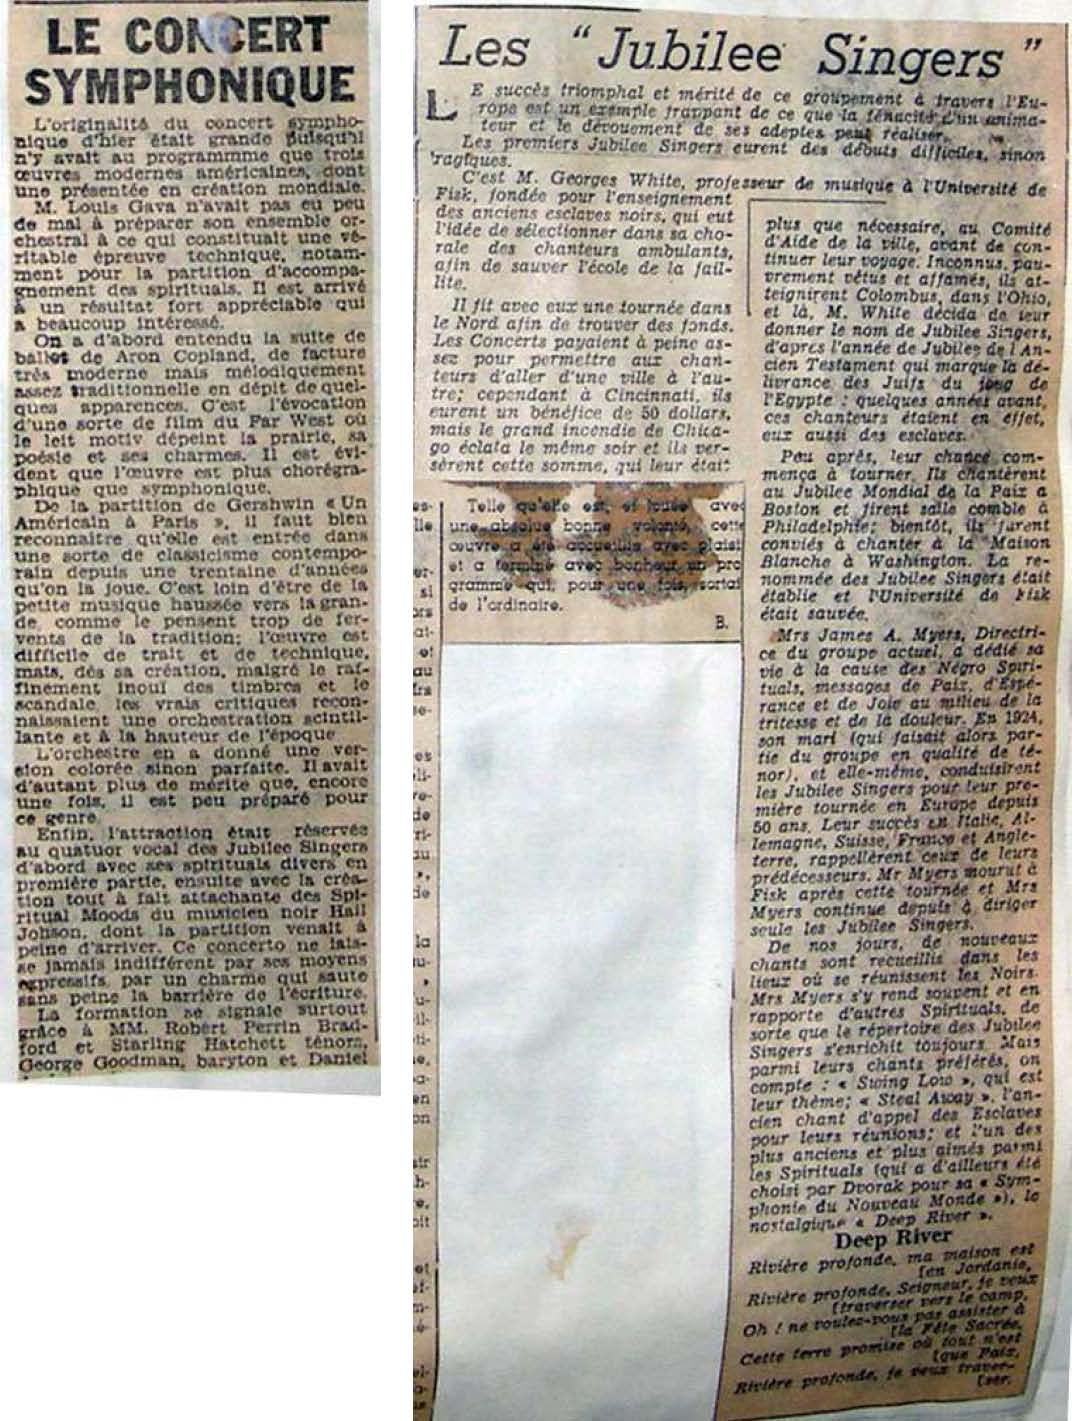 LE CONCERT
SYMPHONIQUE
L'originalité du concert sympho-
nique d'hier était grande puisqu'il
n'y avait au programmme que trois
œuvres modernes américaines, dont
une présentée en création mondiale.
M. Louis Gava n'avait pas eu peu
de mal à préparer son ensemble or-
chestral à ce qui constituait une vé-
ritable épreuve technique, notam-
ment pour la partition d'accompa-
gnement des spirituals. Il est arrivé
à un résultat fort appréciable qui
a beaucoup intéressé.
On a d'abord entendu la suite de
ballet de Aron Copland, de facture
très moderne mais mélodiquement
assez traditionnelle en dépit de quel-
ques apparences. C'est l'évocation
d'une sorte de film du Far West où
le leit motiv dépeint la prairie, sa
poésie et ses charmes. Il est évi-
dent que l'œuvre est plus chorégra-
phique que symphonique.
De la partition de Gershwin « Un
Américain à Paris », il faut bien
reconnaître qu'elle est entrée dans
une sorte de classicisme contempo-
rain depuis une trentaine d'années
qu'on la joue. C'est loin d'être de la
petite musique haussée vers la gran-
de, comme le pensent trop de fer-
vents de la tradition; l'œuvre est
difficile de trait et de technique,
mais, dès sa création, malgré le raf-
finement inouï des timbres et le
scandale, les vrais critiques recon-
naissaient une orchestration scintil-
lante et à la hauteur de l'époque
L'orchestre en a donné une ver-
sion colorée sinon parfaite. Il avait
d'autant plus de mérite que, encore
une fois, il est peu préparé pour
ce genre.
Enfin, l'attraction était réservée
au quatuor vocal des Jubilee Singers
d'abord avec ses spirituals divers en
première partie, ensuite avec la créa-
tion tout à fait attachante des Spi-
ritual Moods du musicien noir Hall
Johson, dont la partition venait à
peine d'arriver. Ce concerto ne lais-
se jamais indifférent par ses moyens
expressifs, par un charme qui saute
sans peine la barrière de l'écriture.
La formation se signale surtout
grâce à MM. Robert Perrin Brad-
ford et Starling Hatchett ténors,
George Goodman, baryton et Daniel
Les "Jubilee Singers"
LE succès triomphal et mérité de ce groupement à travers l'Eu-
rope est un exemple frappant de ce que la ténacité d'un anima-
teur et le dévouement de ses adeptes peut réaliser.
Les premiers Jubilee Singers eurent des débuts difficiles, sinon
tragiques.
C'est M. Georges White, professeur de musique à l'Université de
Fisk, fondée pour l'enseignement
des anciens esclaves noirs, qui eut
l'idée de sélectionner dans sa cho-
rale des chanteurs ambulants,
afin de sauver l'école de la fail-
lite.
Il fit avec eux une tournée dans
le Nord afin de trouver des fonds.
Les Concerts payaient à peine as-
sez pour permettre aux chan-
teurs d'aller d'une ville à l'au-
tre; cependant à Cincinnati, ils
eurent un bénéfice de 50 dollars,
mais le grand incendie de Chica-
go éclata le même soir et ils ver-
sèrent cette somme, qui leur était
plus que nécessaire, au Comité
d'Aide de la ville, avant de con-
tinuer leur voyage. Inconnus, pau-
vrement vêtus et affamés, ils at-
teignirent Colombus, dans l'Ohio,
et là, M. White décida de leur
donner le nom de Jubilee Singers,
d'après l'année de Jubilee de l'An-
cien Testament qui marque la dé-
livrance des Juifs du joug de
l'Egypte : quelques années avant,
ces chanteurs étaient en effet,
eux aussi des esclaves.
Peu après, leur chance com-
mença à tourner. Ils chantèrent
au Jubilee Mondial de la Paix a
Boston et firent salle comble à
Philadelphie; bientôt, ils furent
conviés à chanter à la Maison
Blanche à Washington. La re-
nommée des Jubilee Singers était
établie et l'Université de Fisk
était sauvée.
Mrs James A. Myers, Directri-
ce du groupe actuel, a dédié sa
vie à la cause des Négro Spiri-
tuals, messages de Paix, d'Espé-
rance et de Joie au milieu de la
tritesse et de la douleur. En 1924,
son mari (qui faisait alors par-
tie du groupe en qualité de té-
nor), et elle-même, conduisirent
les Jubilee Singers pour leur pre-
mière tournée en Europe depuis
50 ans. Leur succès en Italie, Al-
lemagne, Suisse, France et Angle-
terre, rappellèrent ceux de leurs
prédécesseurs. Mr Myers mourut à
Fisk après cette tournée et Mrs
Myers continue depuis à diriger
seule les Jubilee Singers.
De nos jours, de nouveaux
chants sont recueillis dans les
lieux où se réunissent les Noirs.
Mrs Myers s'y rend souvent et en
rapporte d'autres Spirituals, de
sorte que le répertoire des Jubilee
Singers s'enrichit toujours. Mais
parmi leurs chants préférés, on
compte : « Swing Low », qui est
leur thème; « Steal Away », l'an-
cien chant d'appel des Esclaves
pour leurs réunions; et l'un des
plus anciens et plus aimés parmi
les Spirituals (qui a d'ailleurs été
choisi par Dvorak pour sa « Sym-
phonie du Nouveau Monde »), le
nostalgique « Deep River ».
Deep River
Rivière profonde, ma maison est
[en Jordanie,
Rivière profonde, Seigneur, je veux
[traverser vers le camp,
Oh ! ne voulez-vous pas assister à
[la Fête Sacrée,
Cette terre promise où tout n'est
[que Paix,
Rivière profonde, je veux traver-
[ser.
Telle qu'elle est, et jouée avec
une absolue bonne volonté, cette
œuvre a été accueillie avec plaisi
et a terminé avec bonheur un pro
gramme qui, pour une fois, sortai
de l'ordinaire.
B.